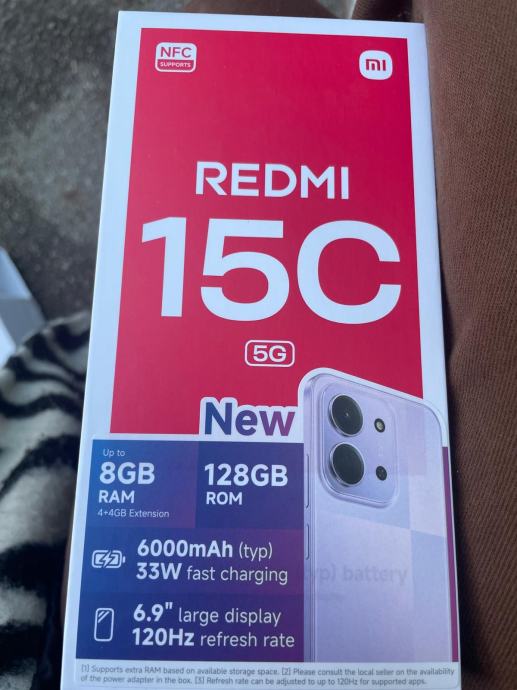 NFC
SUPPORTS
mi
REDMI
15C
5G
New
Up to
8GB
RAM
4+4GB Extension
128GB
ROM
6000mAh (typ)
33W fast charging
battery
6.9" large display
120Hz refresh rate
[1] Supports extra RAM based on available storage space. [2] Please consult the local seller on the availability
of the power adapter in the box. [3] Refresh rate can be adjusted to up to 120Hz for supported apps.